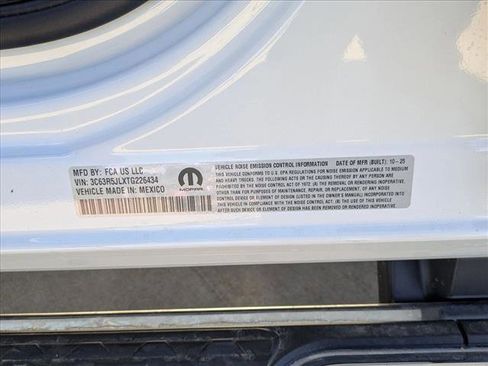 MFD BY: FCA US LLC
VIN: 3C63R5JLXTG226434
VEHICLE MADE IN: MEXICO
MOPAR
VEHICLE NOISE EMISSION CONTROL INFORMATION DATE OF MFR (BUILT): 10-25
THIS VEHICLE CONFORMS TO U.S. EPA REGULATIONS FOR NOISE EMISSION APPLICABLE TO MEDIUM
AND HEAVY TRUCKS. THE FOLLOWING ACTS OR THE CAUSING THEREOF BY ANY PERSON ARE
PROHIBITED BY THE NOISE CONTROL ACT OF 1972: (A) THE REMOVAL OR RENDERING INOPERATIVE,
OTHER THAN FOR PURPOSES OF MAINTENANCE, REPAIR, OR REPLACEMENT, OF ANY NOISE CONTROL
DEVICE OR ELEMENT OF DESIGN (LISTED IN THE OWNER'S MANUAL) INCORPORATED INTO
THIS VEHICLE IN COMPLIANCE WITH THE NOISE CONTROL ACT. (B) THE USE OF THIS VEHICLE
AFTER SUCH DEVICE OR ELEMENT OF DESIGN HAS BEEN REMOVED OR RENDERED INOPERATIVE.